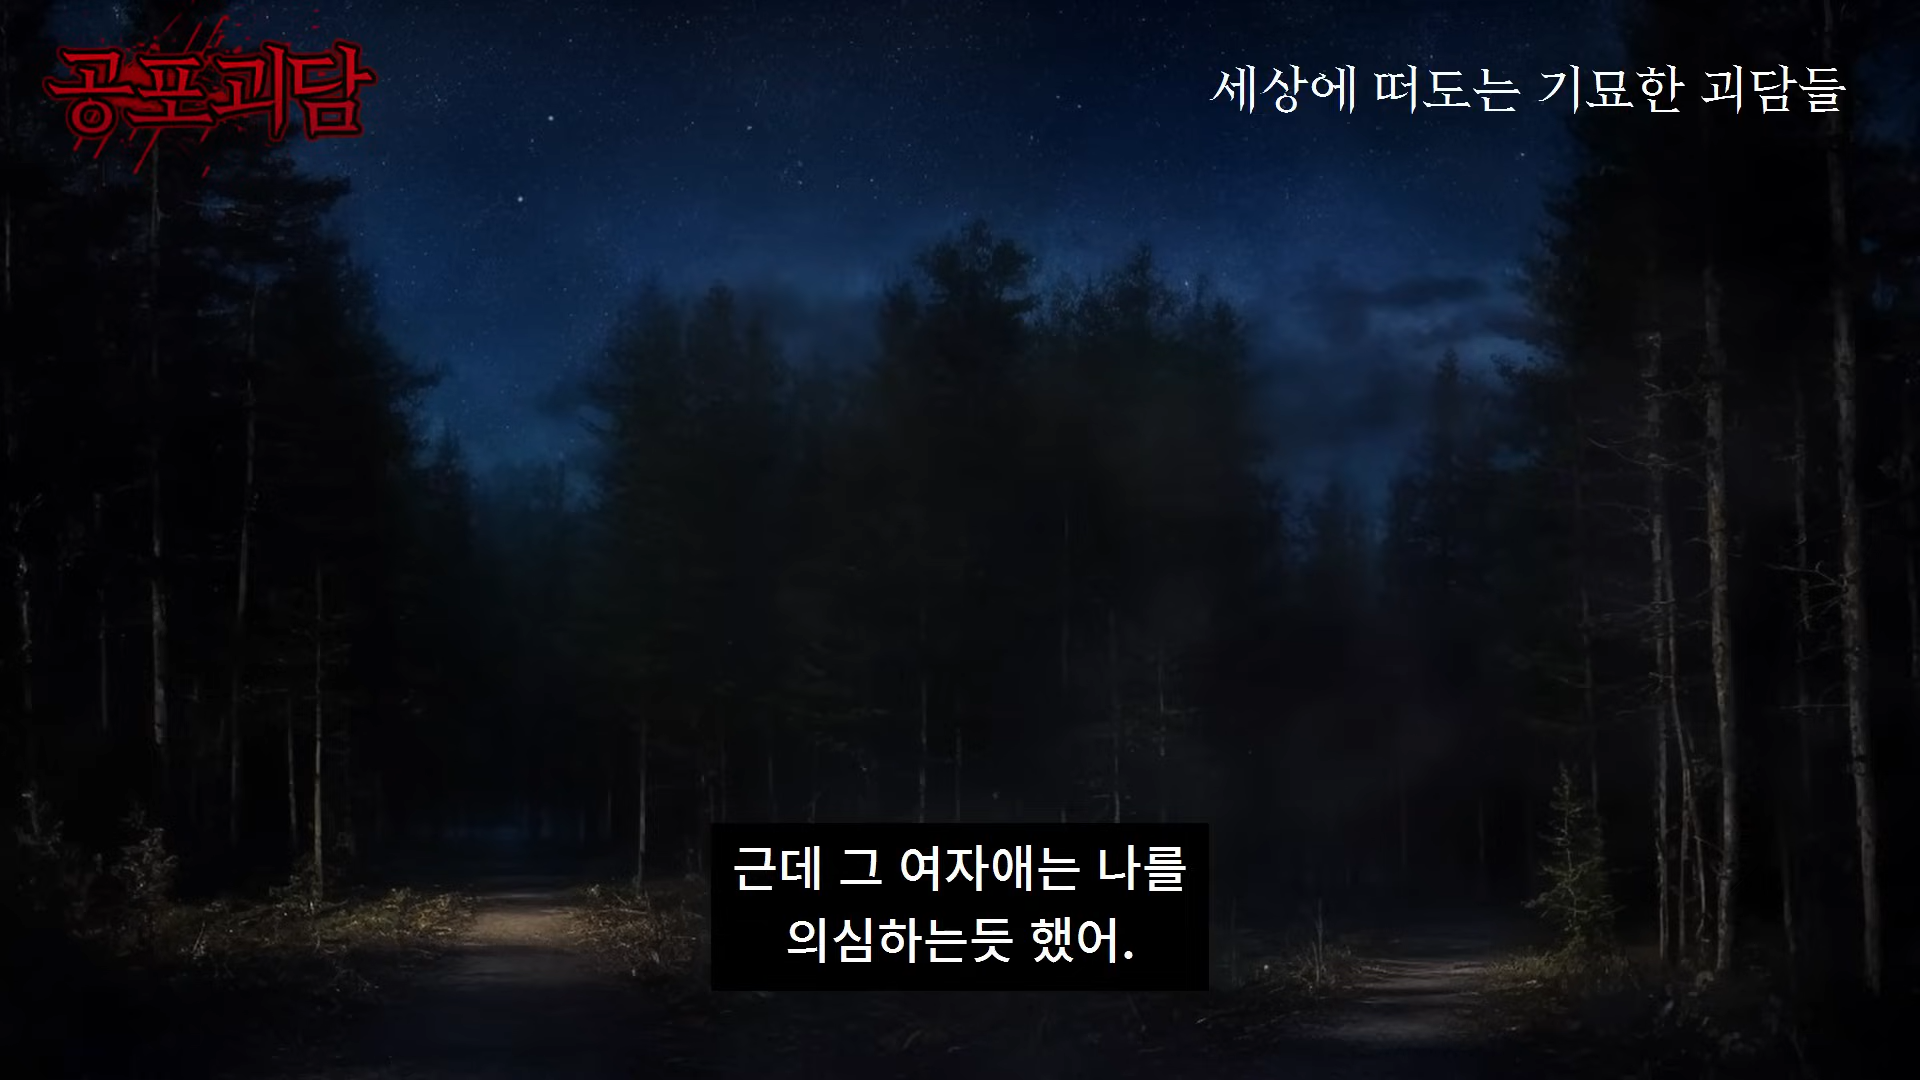 공포괴담
세상에 떠도는 기묘한 괴담들
근데 그 여자애는 나를
의심하는듯 했어.